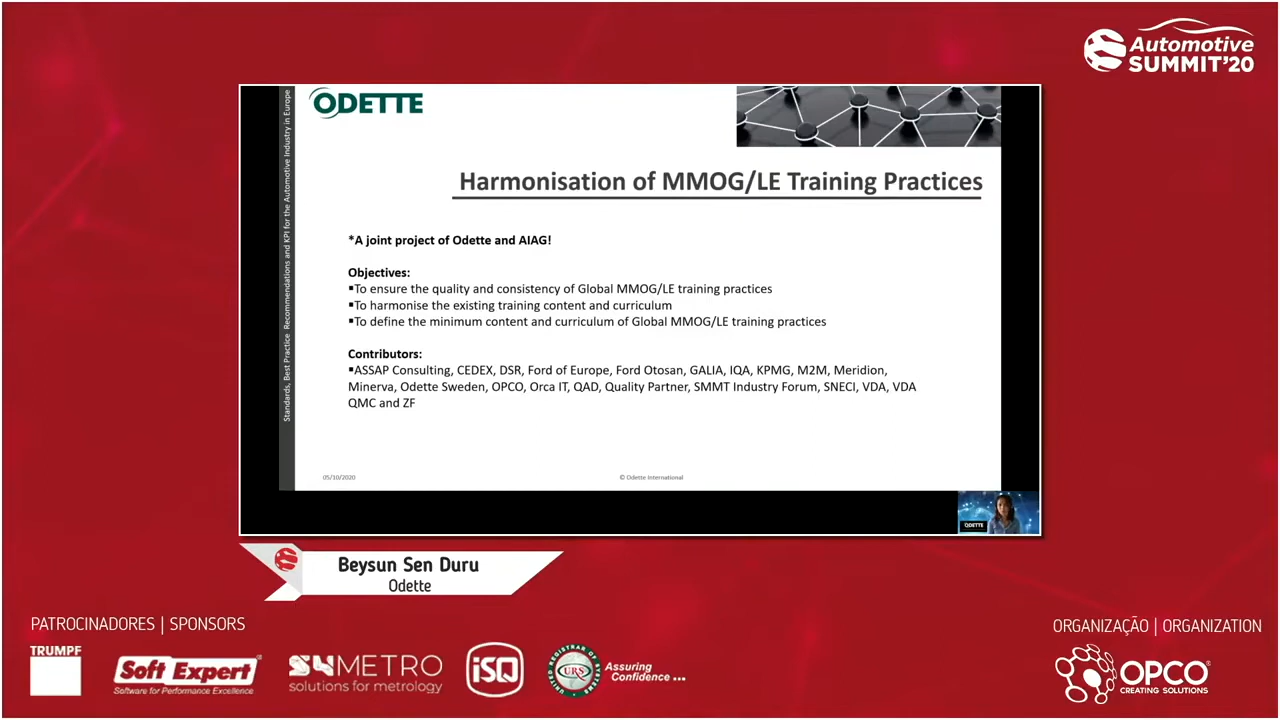 Automotive
SUMMIT'20
ODETTE
Standards, Best Practice Recommendations and KPI for the Automotive Industry in Europe
Harmonisation of MMOG/LE Training Practices
*A joint project of Odette and AIAG!
Objectives:
▪To ensure the quality and consistency of Global MMOG/LE training practices
▪To harmonise the existing training content and curriculum
▪To define the minimum content and curriculum of Global MMOG/LE training practices
Contributors:
▪ASSAP Consulting, CEDEX, DSR, Ford of Europe, Ford Otosan, GALIA, IQA, KPMG, M2M, Meridion,
Minerva, Odette Sweden, OPCO, Orca IT, QAD, Quality Partner, SMMT Industry Forum, SNECI, VDA, VDA
QMC and ZF
05/10/2020
© Odette International
ODETTE
Beysun Sen Duru
Odette
PATROCINADORES | SPONSORS
ORGANIZAÇÃO | ORGANIZATION
TRUMPF
Soft Expert®
Software for Performance Excellence
S4METRO
solutions for metrology
iSQ
UNITED REGISTRAR OF SYSTEMS
URS
Assuring
Confidence ...
OPCO®
CREATING SOLUTIONS